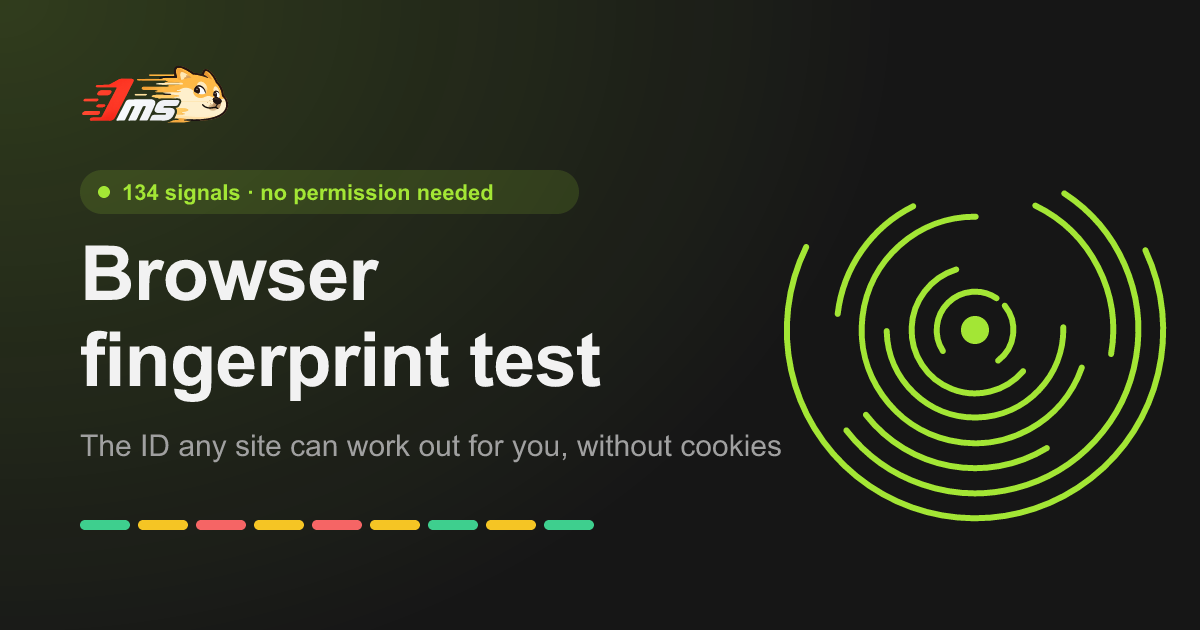 1ms
134 signals · no permission needed
Browser
fingerprint test
The ID any site can work out for you, without cookies